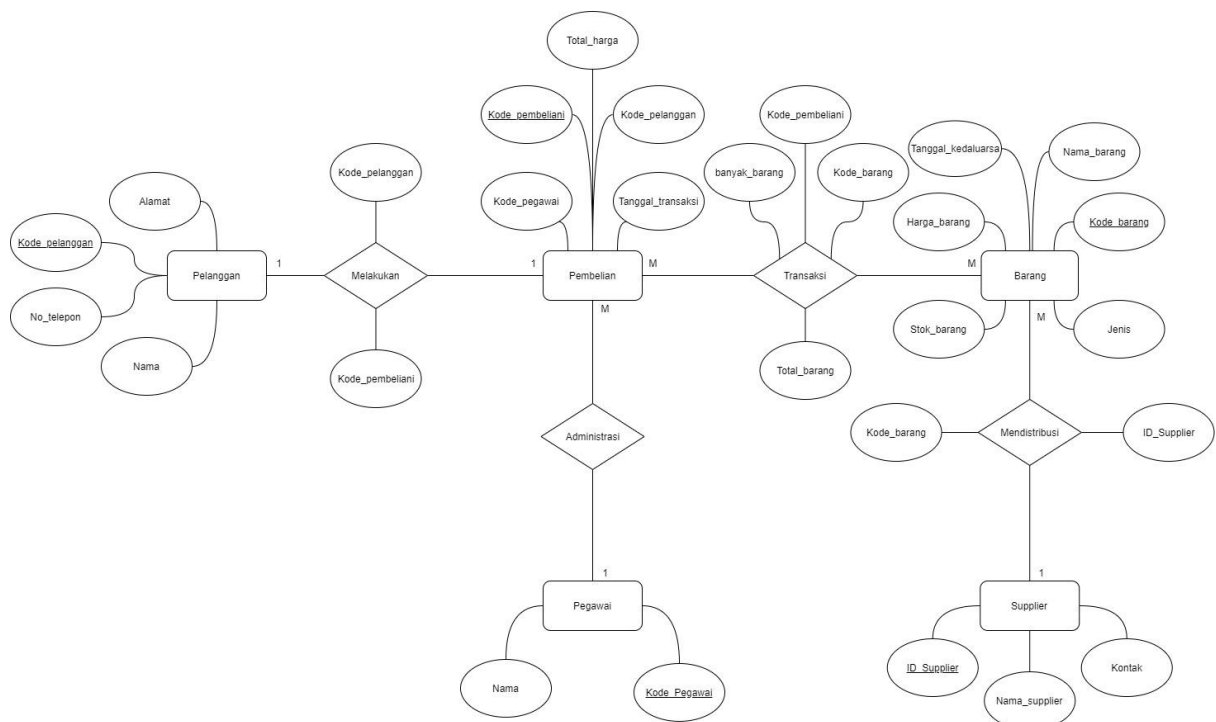 Total_harga
Kode_pembeliani
Kode_pelanggan
Kode_pembeliani
Tanggal_kedaluarsa
Nama_barang
Kode_pelanggan
banyak_barang
Kode_barang
Alamat
Kode_pegawai
Tanggal_transaksi
Harga_barang
Kode_barang
Kode_pelanggan
Pelanggan
1
Melakukan
1
Pembelian
M
Transaksi
M
Barang
No_telepon
M
M
Stok_barang
Jenis
Nama
Kode_pembeliani
Total_barang
Administrasi
Kode_barang
Mendistribusi
ID_Supplier
1
1
Pegawai
Supplier
Nama
Kode_Pegawai
ID_Supplier
Nama_supplier
Kontak